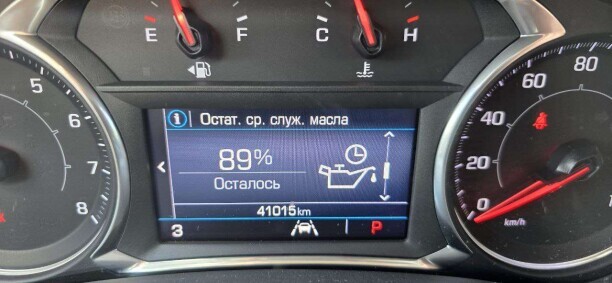 E F C H
5
6
7
8
Остат. ср. служ. масла
89%
Осталось
41015km
3 P
80
60
40
20
0
km/h